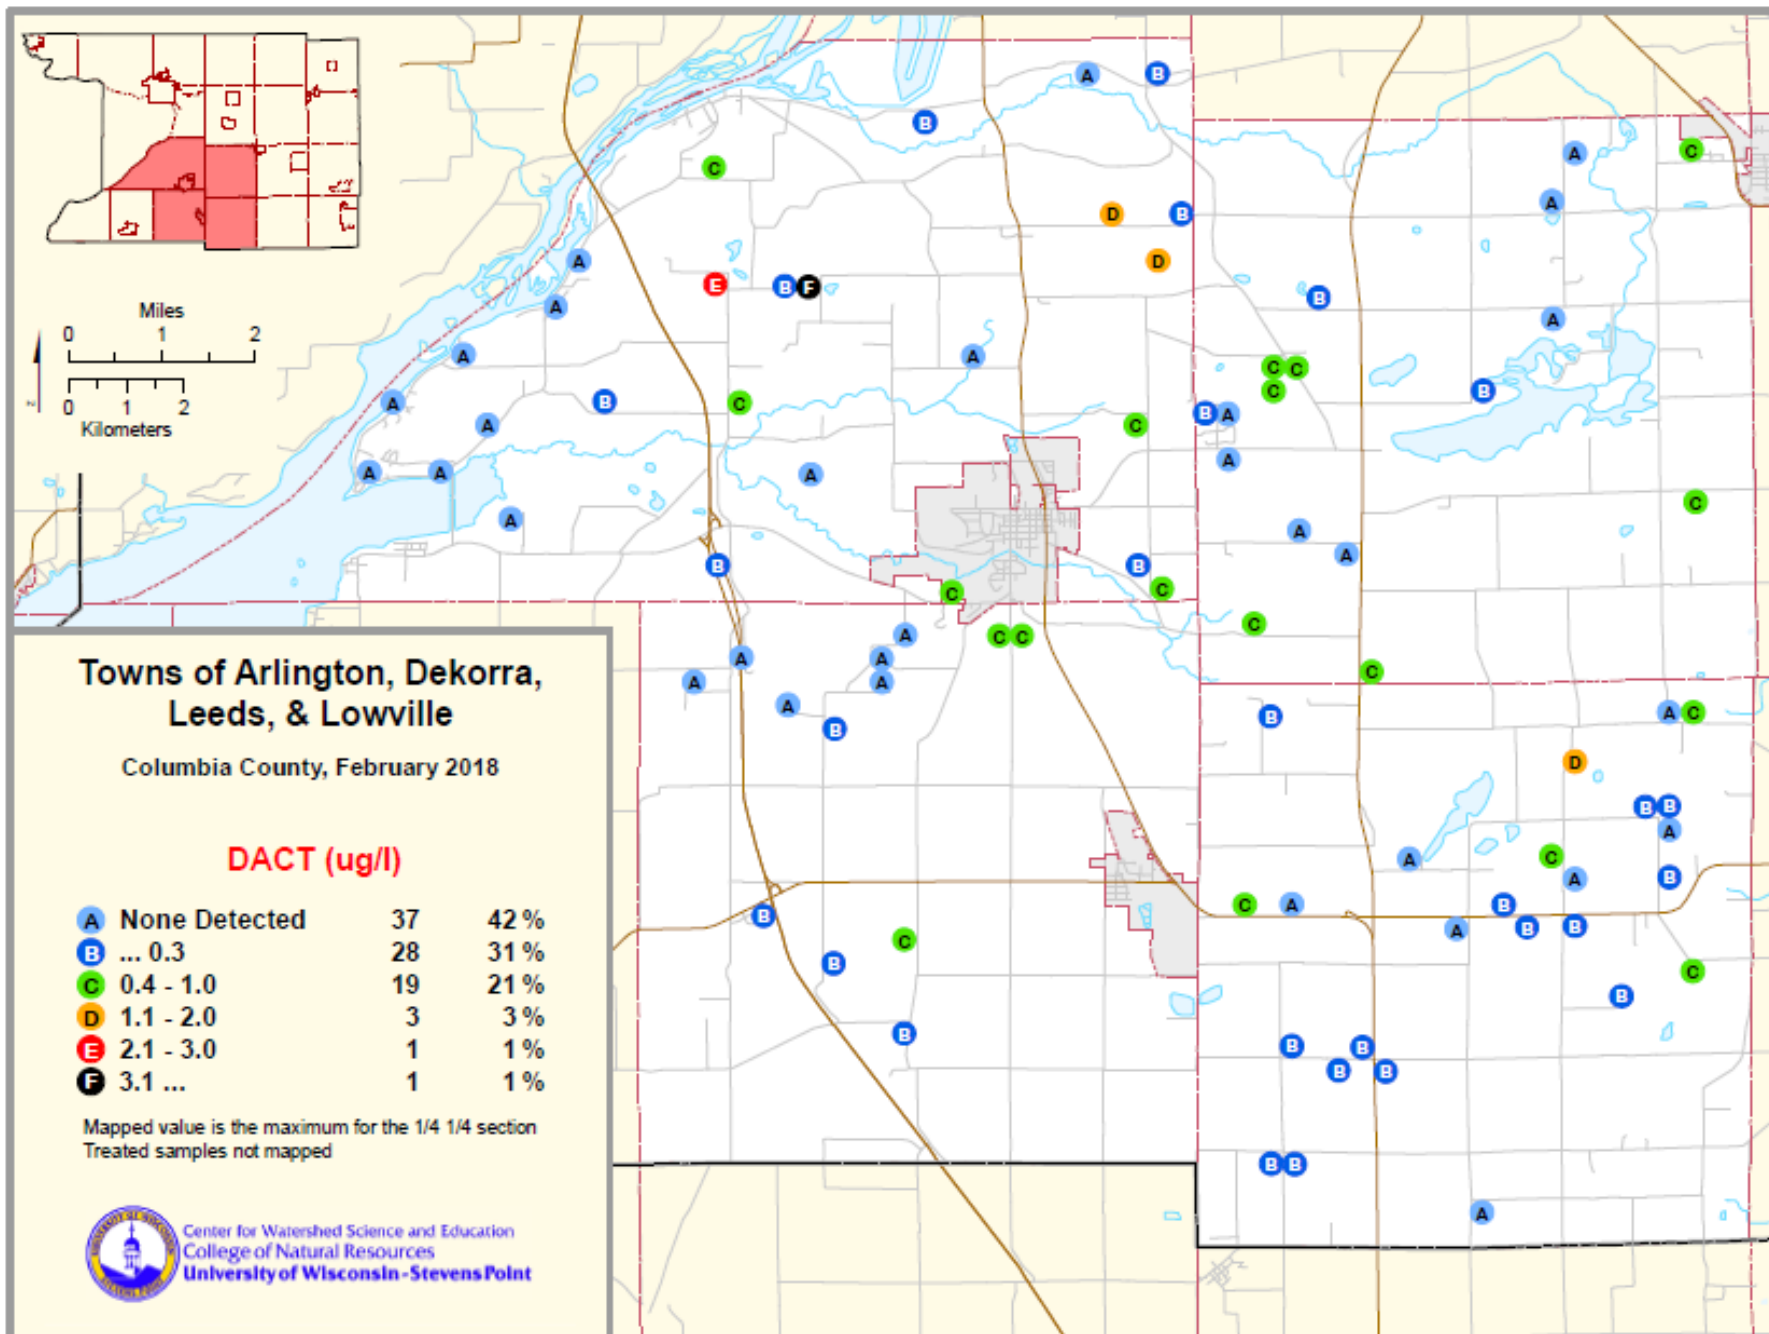 A B
B
A C
C
A
D B
A D
E B F
B
A
A
A A
C C
B C
A B C
B A
C
A A
A A A
C
A
A
A
B B
C C
C
A C C
A A
A
A C
A B A C
B
D
B B
A
A C
A B
C A B
B C
A B B
C
B
C
B
B
B B
B B
B B
A
Miles
0 1 2
0 1 2
Kilometers
z
Towns of Arlington, Dekorra,
Leeds, & Lowville
Columbia County, February 2018
DACT (ug/l)
A None Detected 37 42 %
B ... 0.3 28 31 %
C 0.4 - 1.0 19 21 %
D 1.1 - 2.0 3 3 %
E 2.1 - 3.0 1 1 %
F 3.1 ... 1 1 %
Mapped value is the maximum for the 1/4 1/4 section
Treated samples not mapped
Center for Watershed Science and Education
College of Natural Resources
University of Wisconsin - Stevens Point